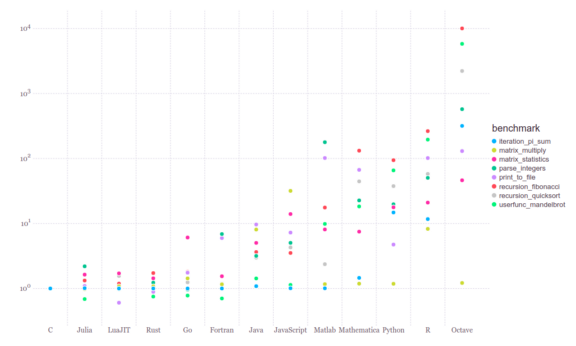 10⁴
10³
10²
10¹
10⁰
C Julia LuaJIT Rust Go Fortran Java JavaScript Matlab Mathematica Python R Octave
benchmark
iteration_pi_sum
matrix_multiply
matrix_statistics
parse_integers
print_to_file
recursion_fibonacci
recursion_quicksort
userfunc_mandelbrot